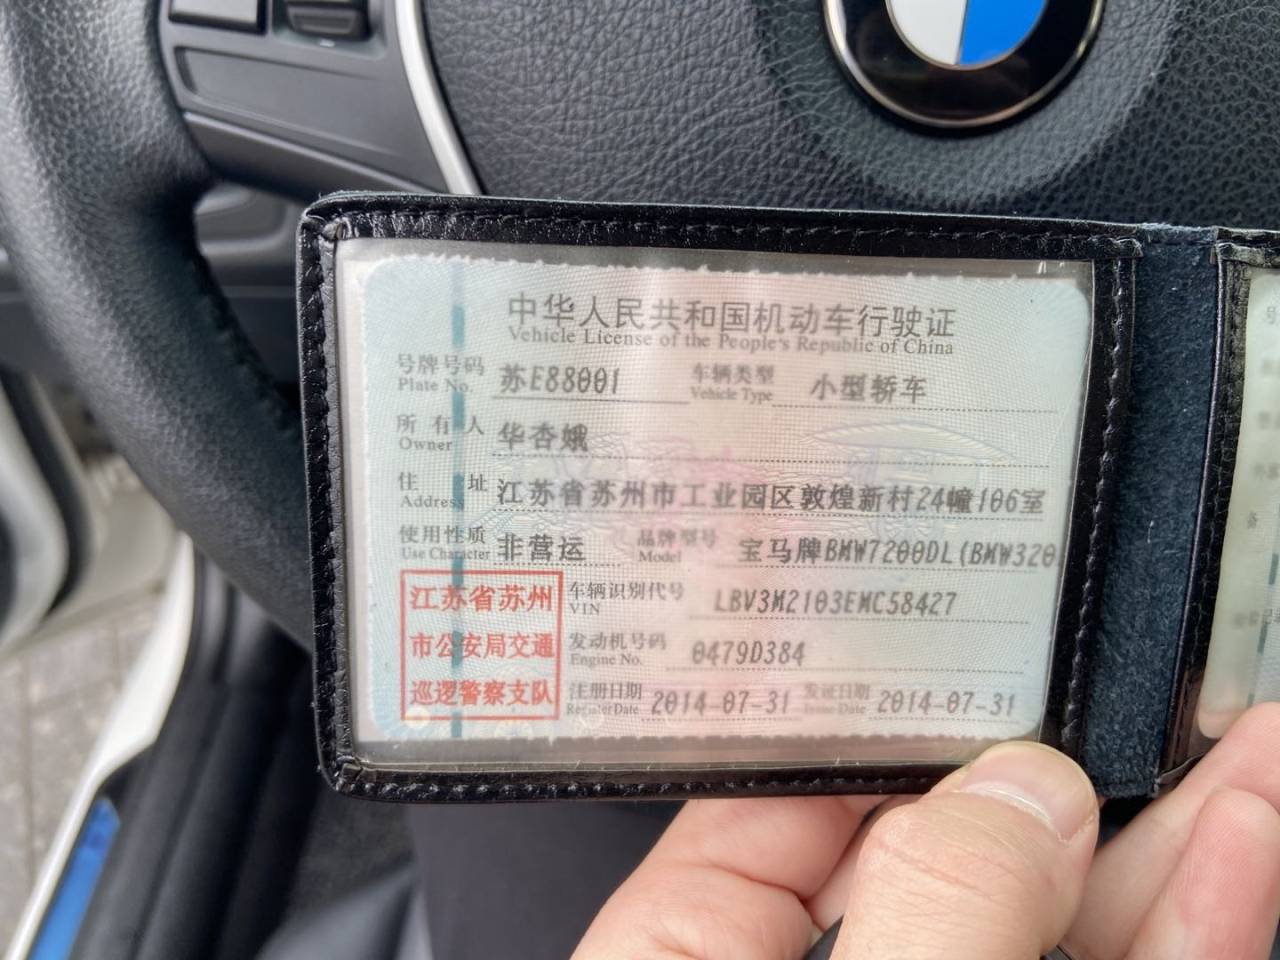 中华人民共和国机动车行驶证
Vehicle License of the People's Republic of China
号牌号码 苏E88001 车辆类型 小型轿车
Plate No. Vehicle Type
所有人 华杏娥
Owner
住址 江苏省苏州市工业园区敦煌新村24幢106室
Address
使用性质 非营运 品牌型号 宝马牌BMW7200DL(BMW320
Use Character Model
江苏省苏州
市公安局交通
巡逻警察支队
车辆识别代号 LBV3M2103EMC58427
VIN
发动机号码 0479D384
Engine No.
注册日期 2014-07-31 发证日期 2014-07-31
Register Date Issue Date